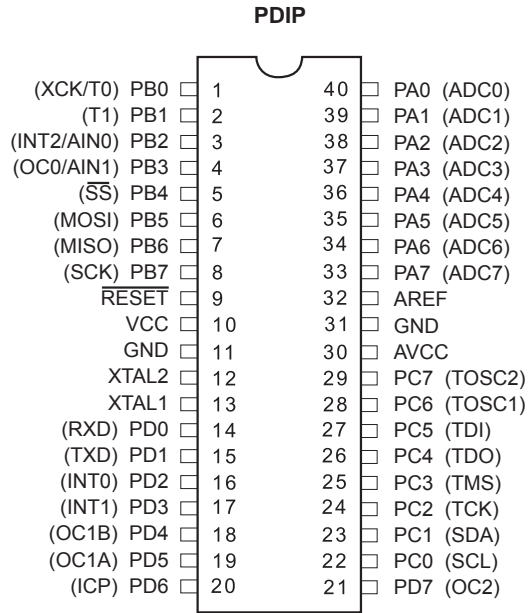 PDIP
(XCK/T0) PB0 1 40 PA0 (ADC0)
(T1) PB1 2 39 PA1 (ADC1)
(INT2/AIN0) PB2 3 38 PA2 (ADC2)
(OC0/AIN1) PB3 4 37 PA3 (ADC3)
(S̅S̅) PB4 5 36 PA4 (ADC4)
(MOSI) PB5 6 35 PA5 (ADC5)
(MISO) PB6 7 34 PA6 (ADC6)
(SCK) PB7 8 33 PA7 (ADC7)
R̅E̅S̅E̅T̅ 9 32 AREF
VCC 10 31 GND
GND 11 30 AVCC
XTAL2 12 29 PC7 (TOSC2)
XTAL1 13 28 PC6 (TOSC1)
(RXD) PD0 14 27 PC5 (TDI)
(TXD) PD1 15 26 PC4 (TDO)
(INT0) PD2 16 25 PC3 (TMS)
(INT1) PD3 17 24 PC2 (TCK)
(OC1B) PD4 18 23 PC1 (SDA)
(OC1A) PD5 19 22 PC0 (SCL)
(ICP) PD6 20 21 PD7 (OC2)